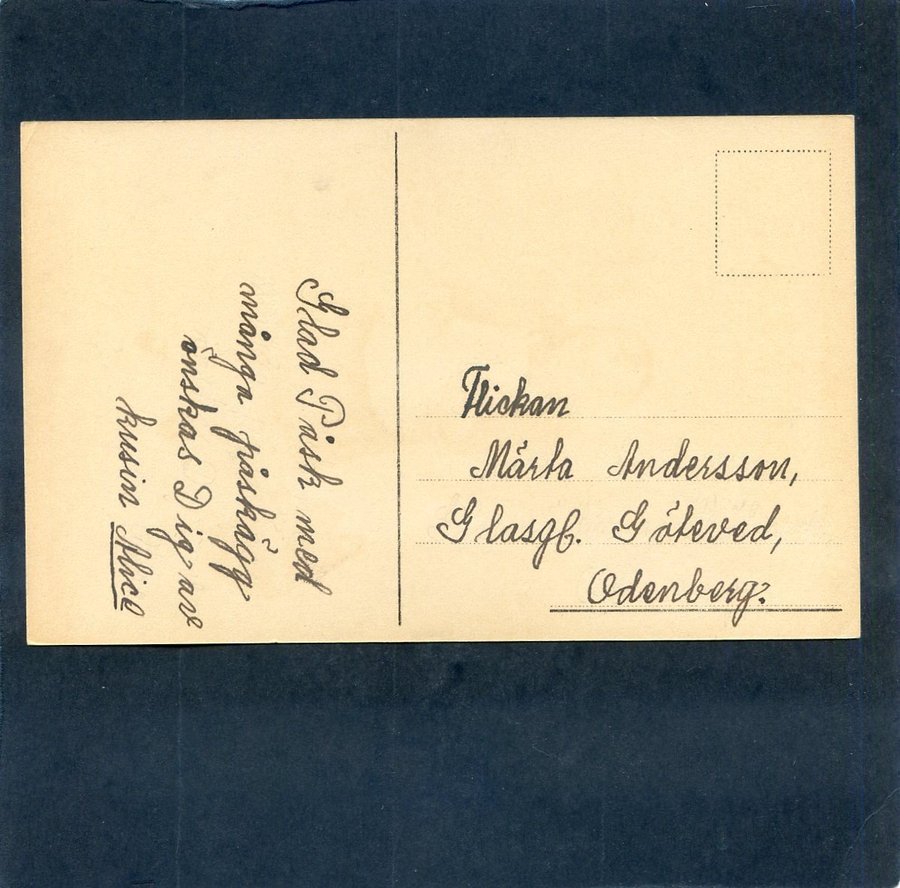 Glad Påsk med
många påskägg
önskas Dig av
kusin Alice
Flickan
Märta Andersson,
Glasgb. Göteved,
Odenberg.